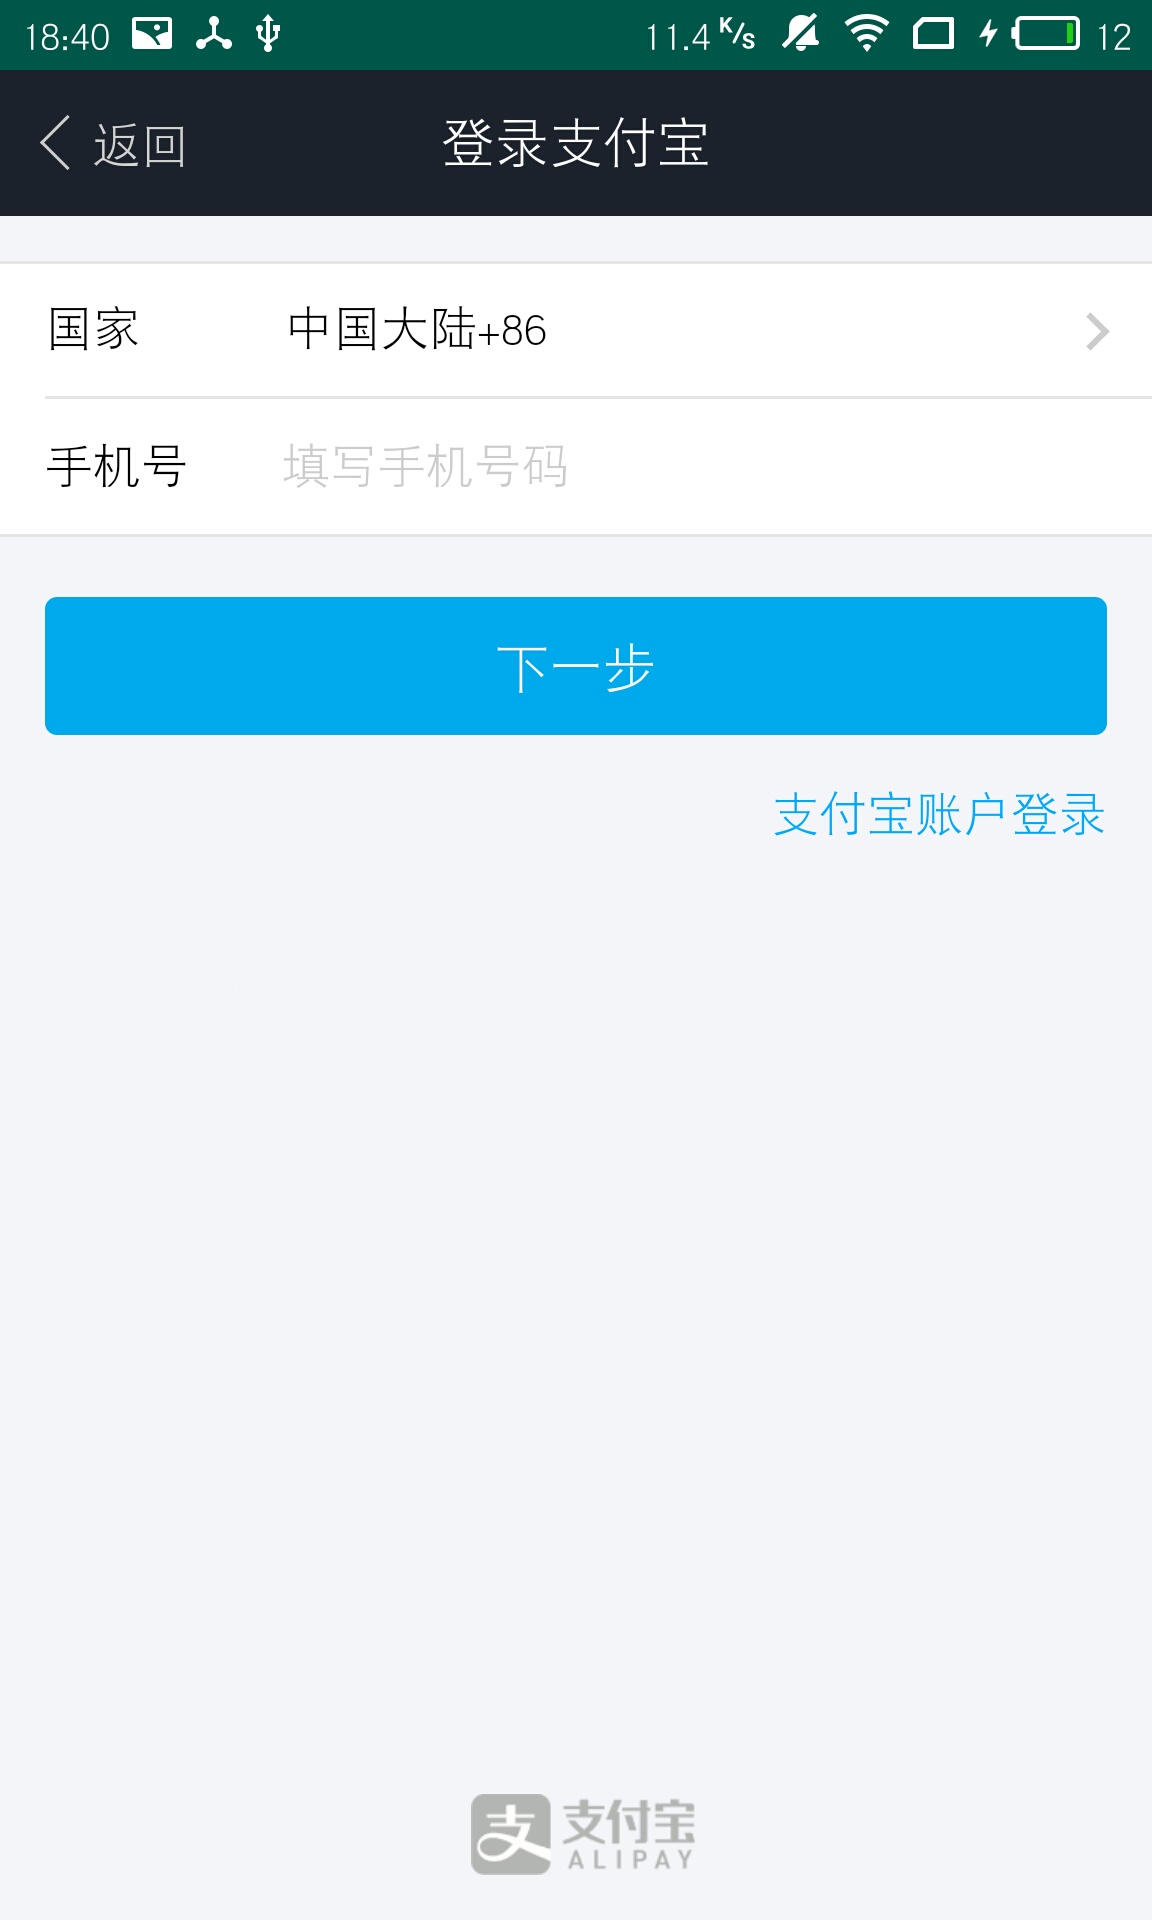 18:40 11.4 K/s 12
返回 登录支付宝
国家 中国大陆+86
手机号 填写手机号码
下一步
支付宝账户登录
支 支付宝
ALIPAY